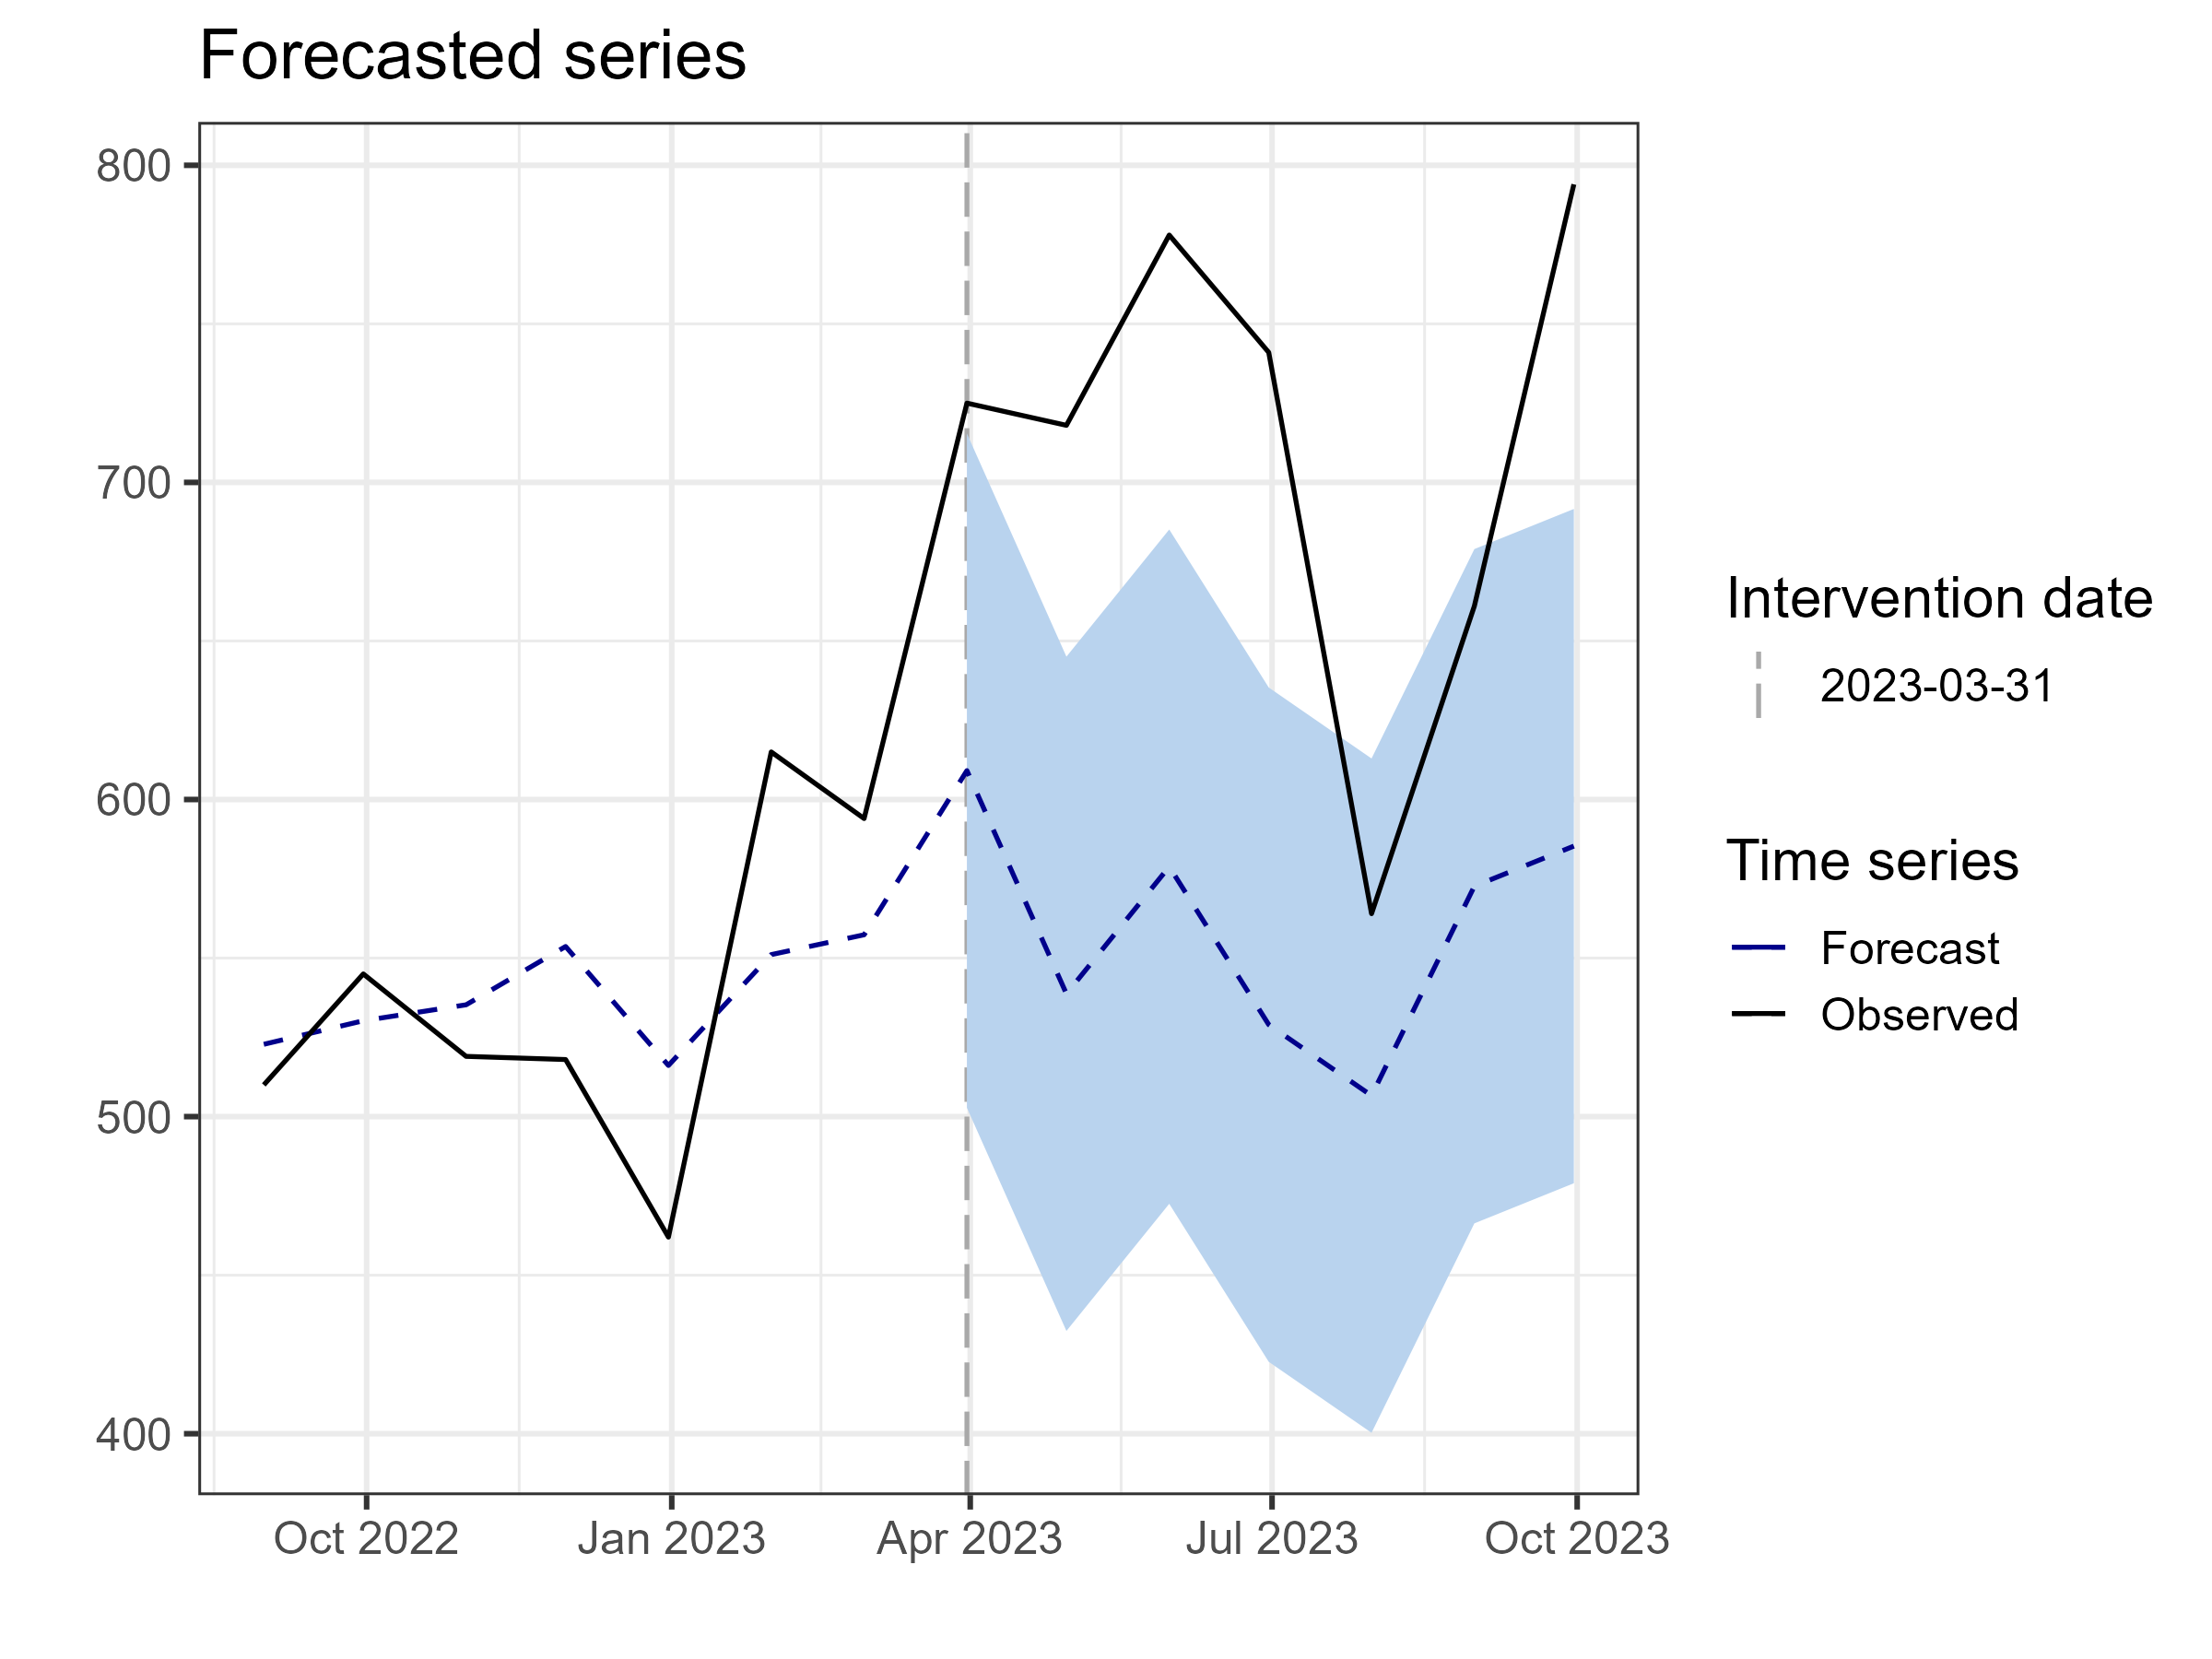 Forecasted series
800
700
600
500
400
Oct 2022
Jan 2023
Apr 2023
Jul 2023
Oct 2023
Intervention date
2023-03-31
Time series
Forecast
Observed